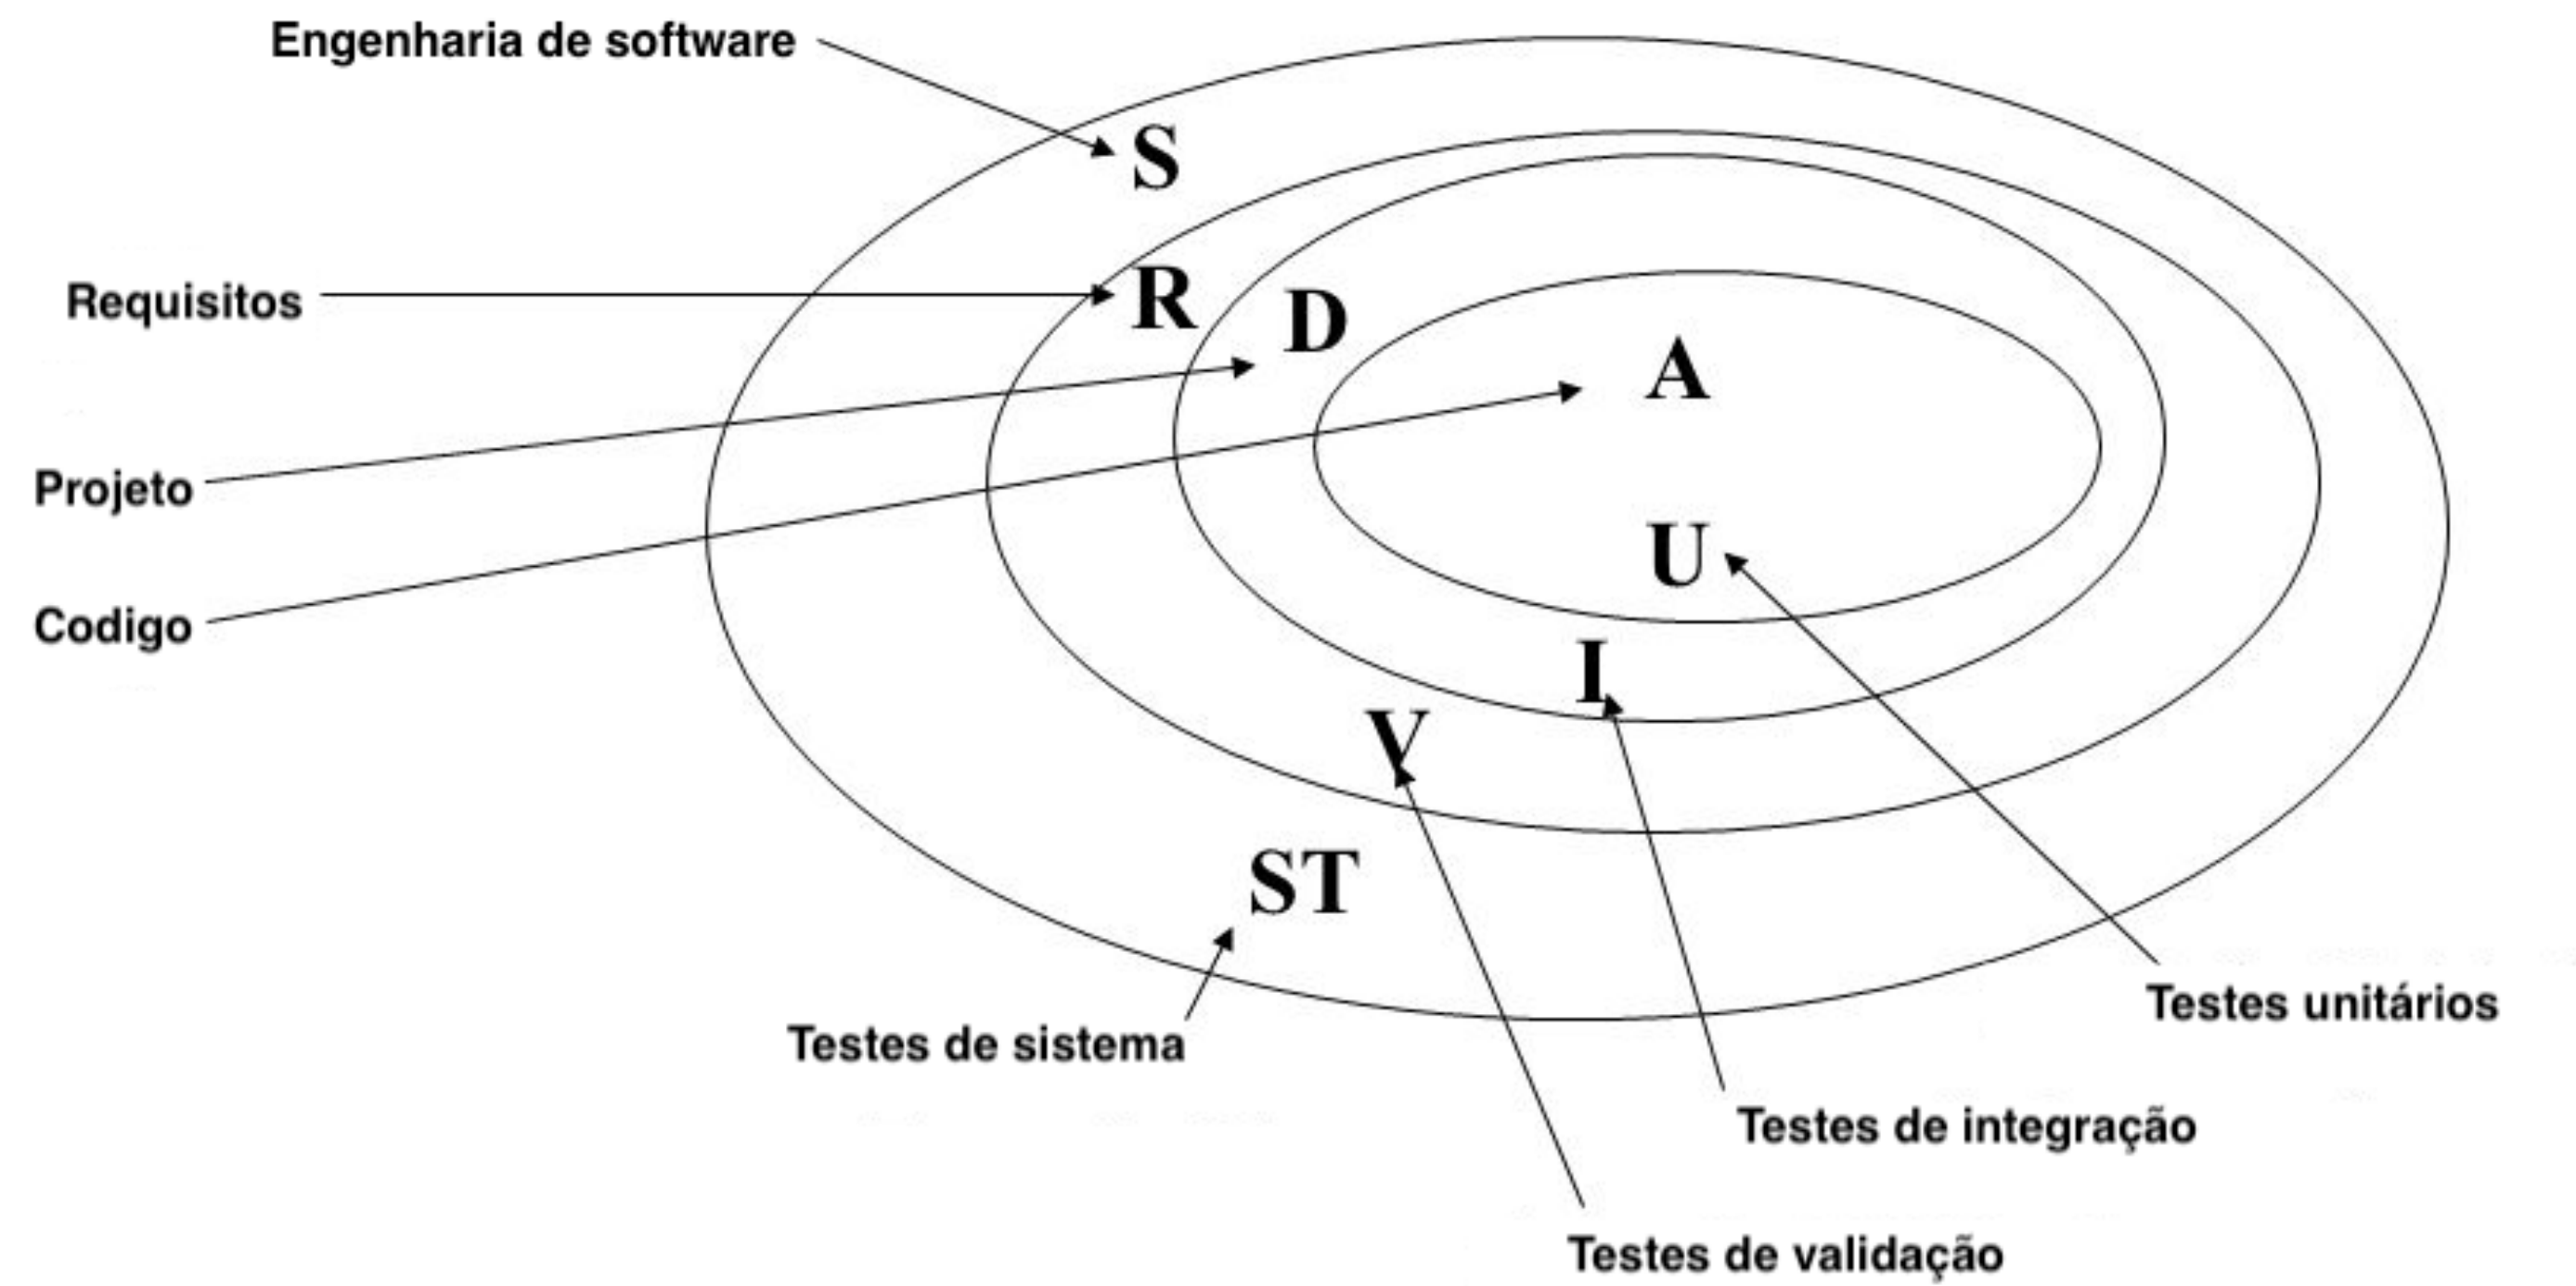 Engenharia de software
S
Requisitos
R
D
A
Projeto
Codigo
U
I
V
ST
Testes unitários
Testes de sistema
Testes de integração
Testes de validação